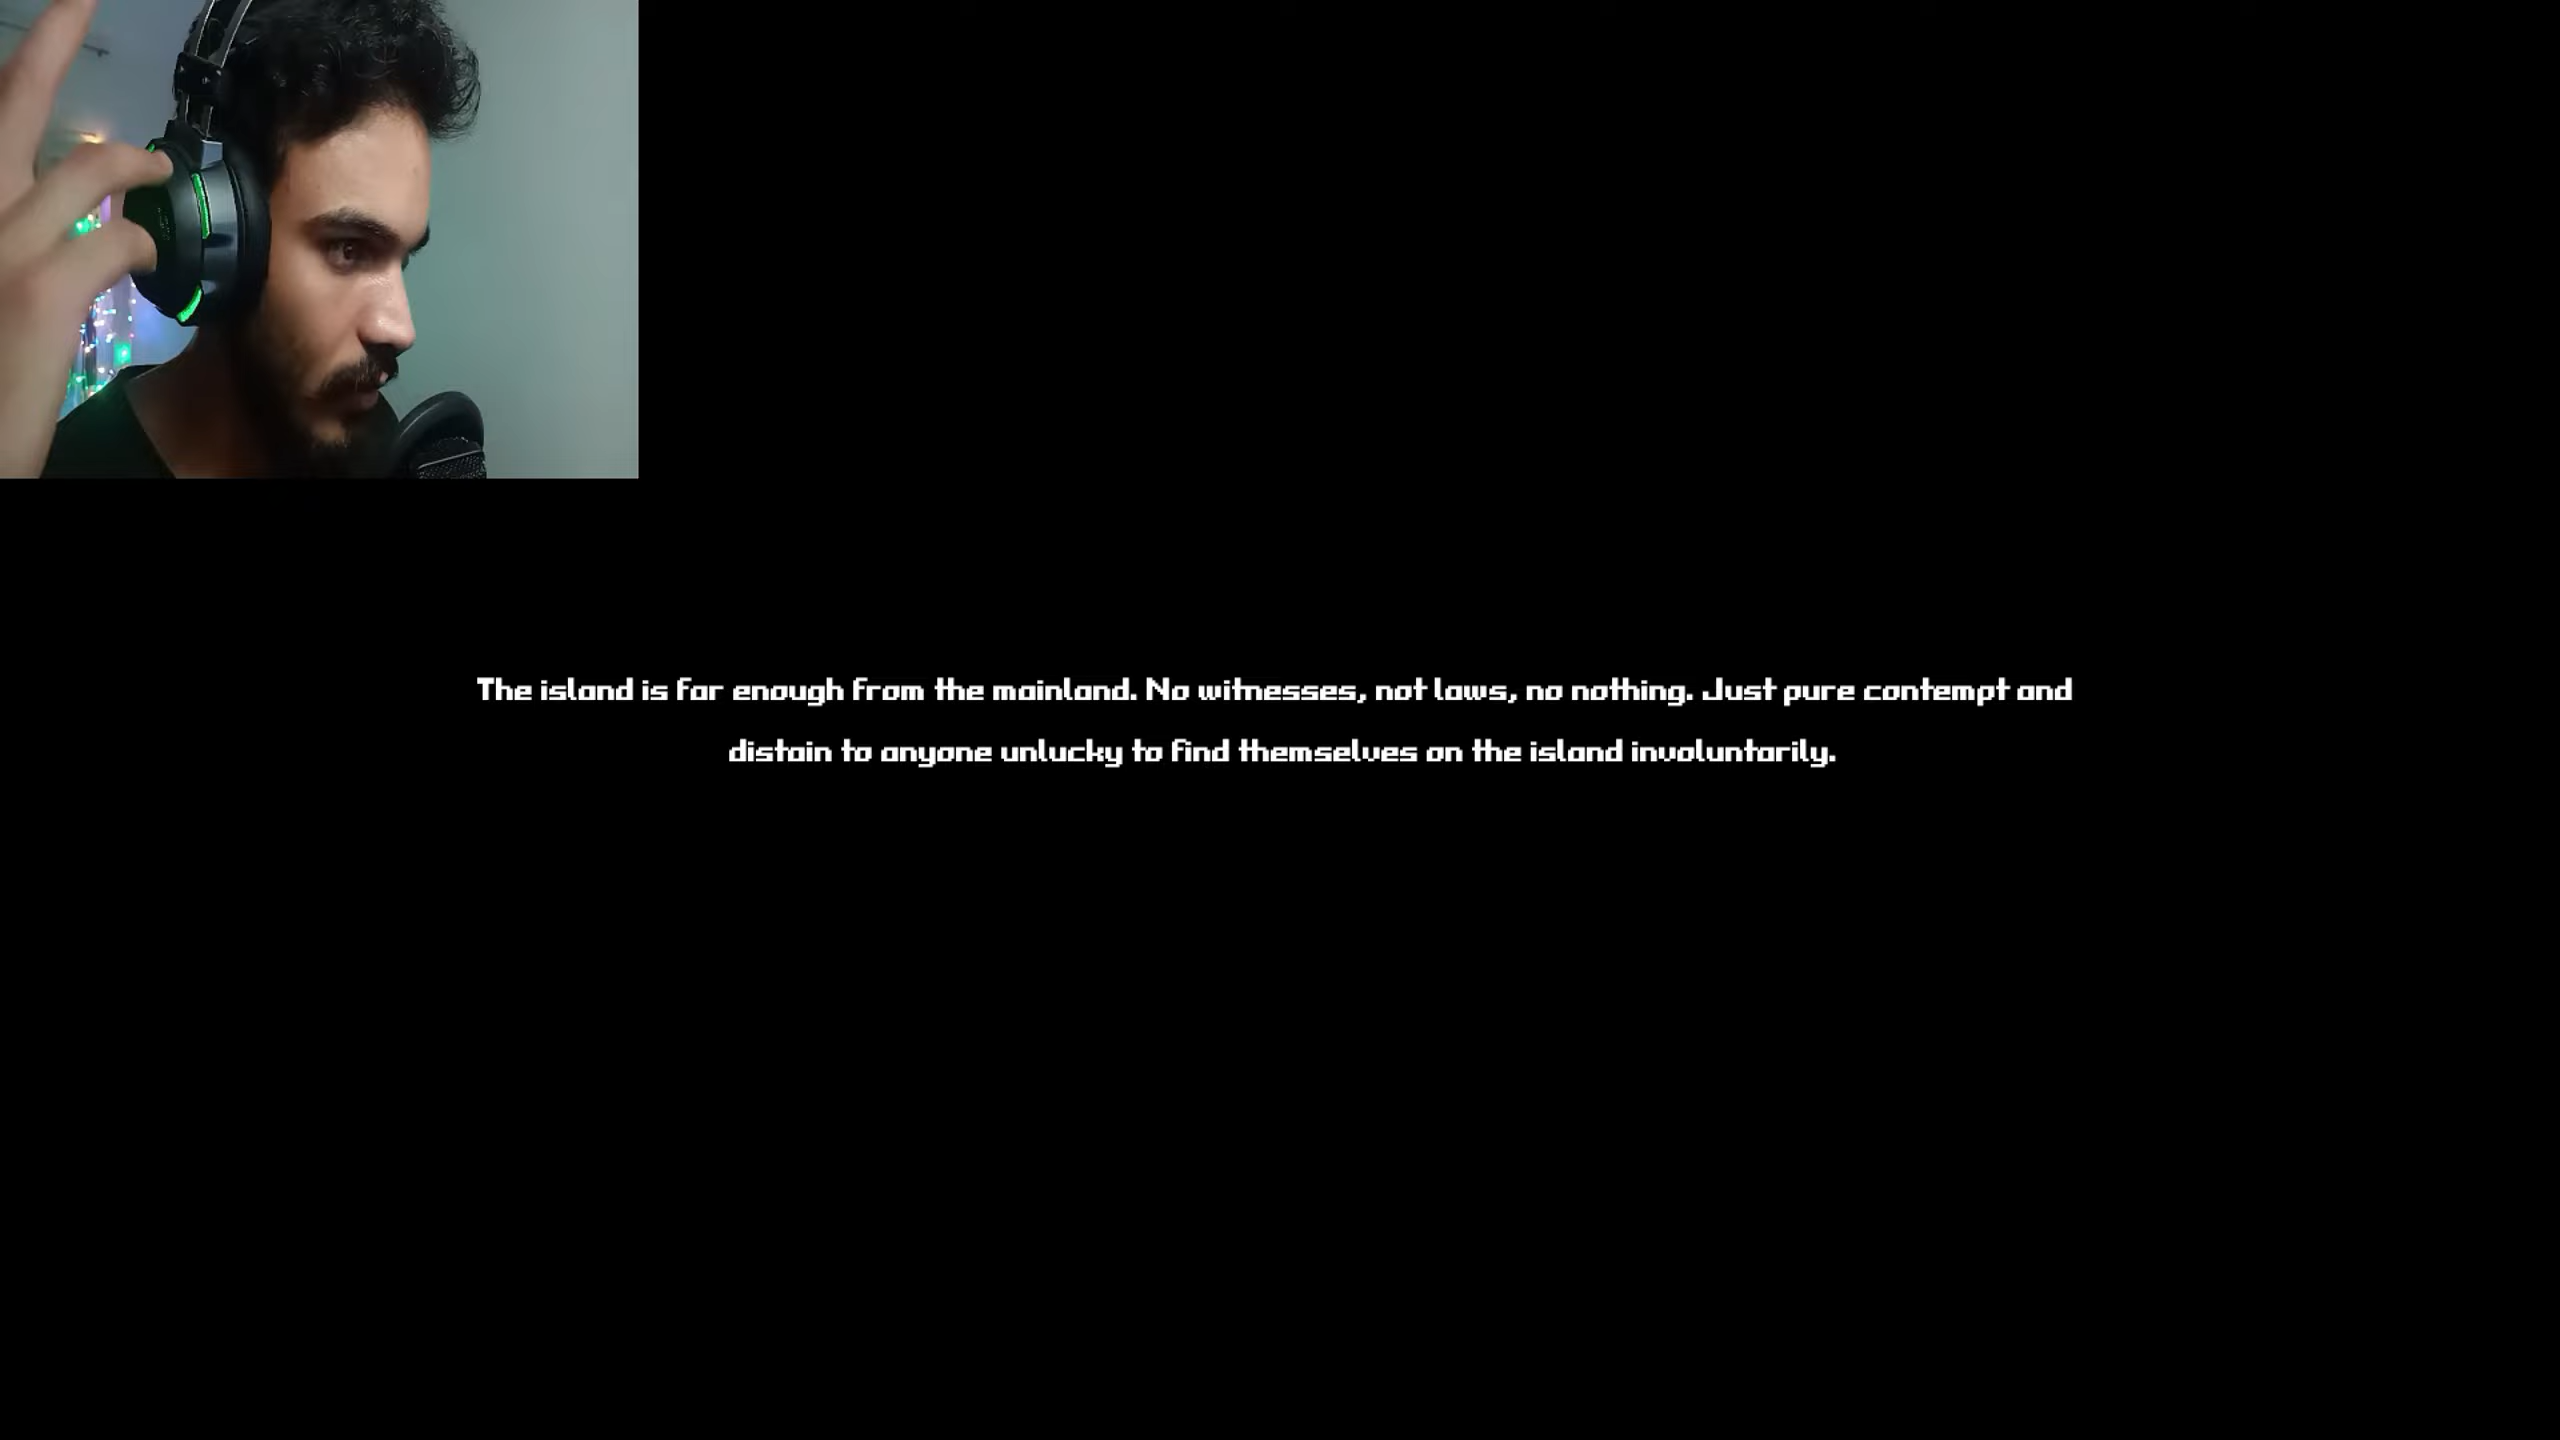 The island is far enough from the mainland. No witnesses, not laws, no nothing. Just pure contempt and
distain to anyone unlucky to find themselves on the island involuntarily.